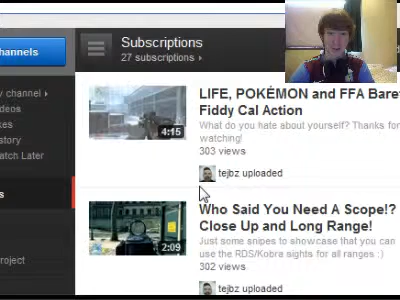 hannels
Subscriptions
27 subscriptions
y channel
deos
kes
story
atch Later
s
roject
4:15
LIFE, POKÉMON and FFA Bare
Fiddy Cal Action
What do you hate about yourself? Thanks for
watching!
303 views
tejbz uploaded
2:09
Who Said You Need A Scope!?
Close Up and Long Range!
Just some snipes to showcase that you can
use the RDS/Kobra sights for all ranges :)
302 views
tejbz uploaded